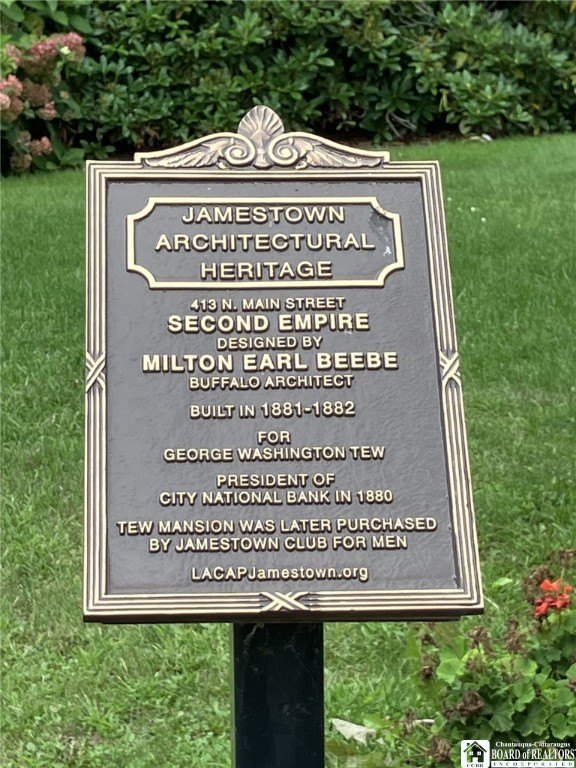 JAMESTOWN
ARCHITECTURAL
HERITAGE
413 N. MAIN STREET
SECOND EMPIRE
DESIGNED BY
MILTON EARL BEEBE
BUFFALO ARCHITECT
BUILT IN 1881-1882
FOR
GEORGE WASHINGTON TEW
PRESIDENT OF
CITY NATIONAL BANK IN 1880
TEW MANSION WAS LATER PURCHASED
BY JAMESTOWN CLUB FOR MEN
LACAPJamestown.org
Chautauqua-Cattaraugus
BOARD of REALTORS
INCORPORATED
CCBR